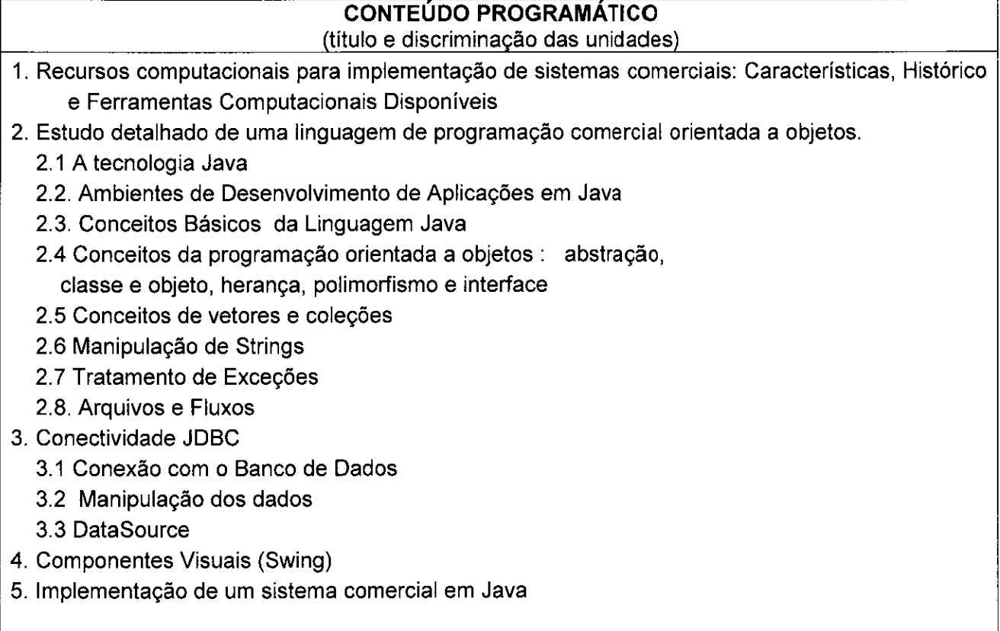 CONTEÚDO PROGRAMÁTICO
(título e discriminação das unidades)
1. Recursos computacionais para implementação de sistemas comerciais: Características, Histórico
e Ferramentas Computacionais Disponíveis
2. Estudo detalhado de uma linguagem de programação comercial orientada a objetos.
2.1 A tecnologia Java
2.2. Ambientes de Desenvolvimento de Aplicações em Java
2.3. Conceitos Básicos da Linguagem Java
2.4 Conceitos da programação orientada a objetos : abstração,
classe e objeto, herança, polimorfismo e interface
2.5 Conceitos de vetores e coleções
2.6 Manipulação de Strings
2.7 Tratamento de Exceções
2.8. Arquivos e Fluxos
3. Conectividade JDBC
3.1 Conexão com o Banco de Dados
3.2 Manipulação dos dados
3.3 DataSource
4. Componentes Visuais (Swing)
5. Implementação de um sistema comercial em Java